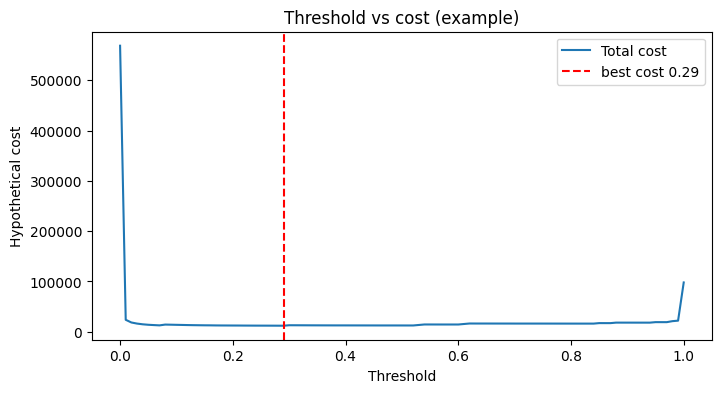 Threshold vs cost (example)
Total cost
best cost 0.29
Hypothetical cost
500000
400000
300000
200000
100000
0
0.0 0.2 0.4 0.6 0.8 1.0
Threshold